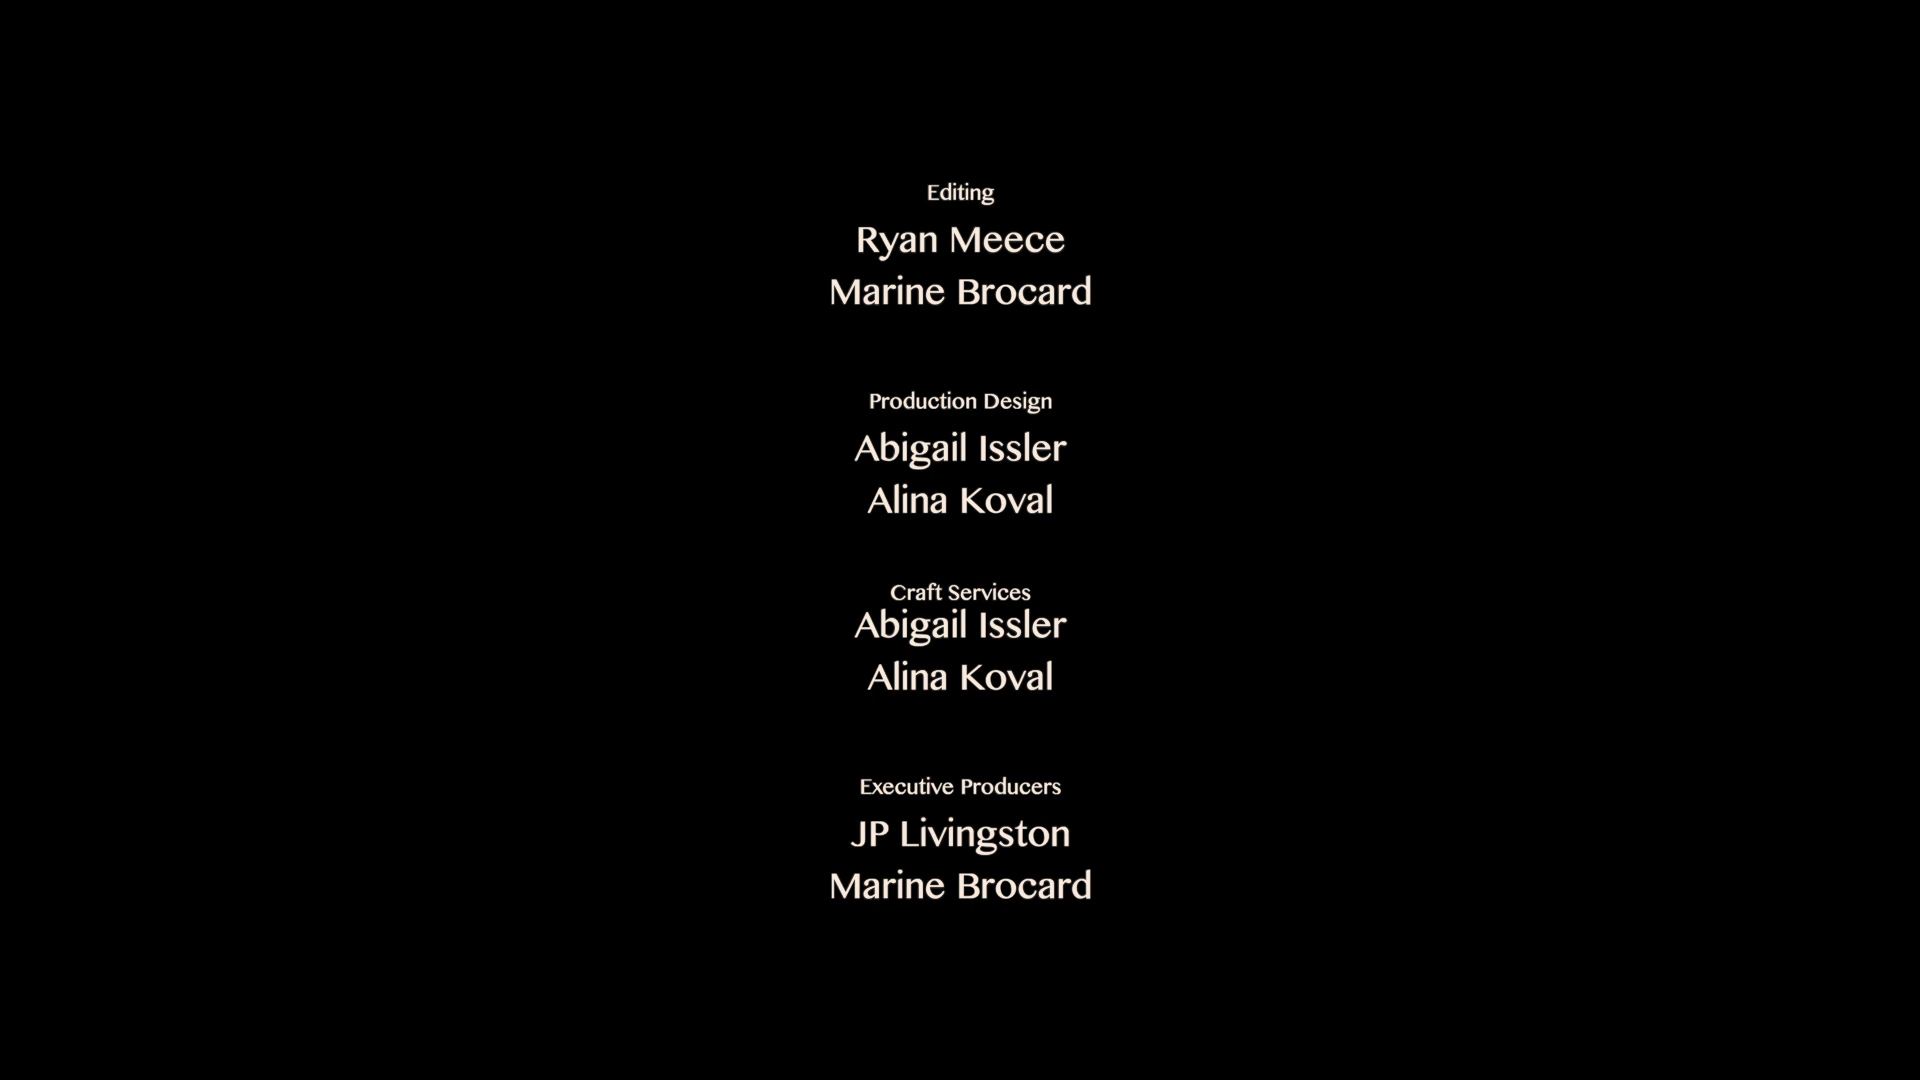 Editing
Ryan Meece
Marine Brocard
Production Design
Abigail Issler
Alina Koval
Craft Services
Abigail Issler
Alina Koval
Executive Producers
JP Livingston
Marine Brocard